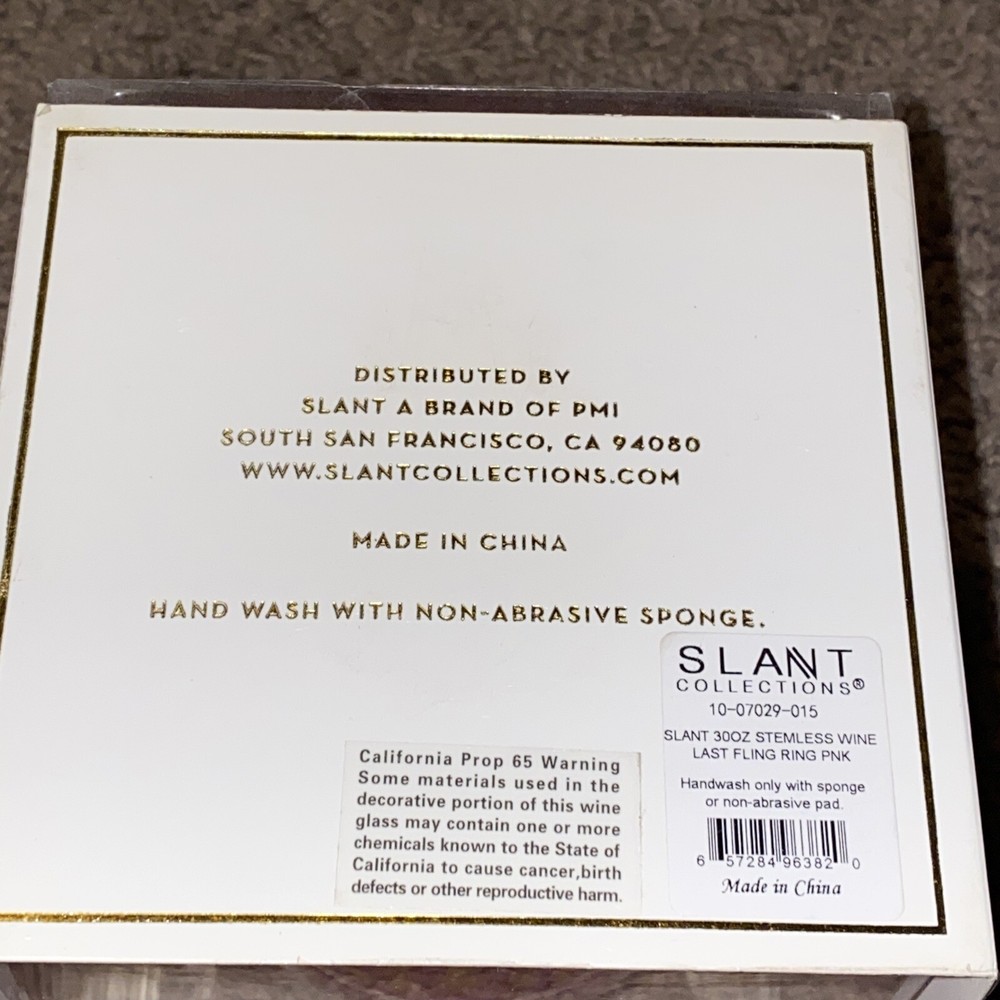 DISTRIBUTED BY
SLANT A BRAND OF PMI
SOUTH SAN FRANCISCO, CA 94080
WWW.SLANTCOLLECTIONS.COM
MADE IN CHINA
HAND WASH WITH NON-ABRASIVE SPONGE.
SLANT
COLLECTIONS®
10-07029-015
SLANT 30OZ STEMLESS WINE
LAST FLING RING PNK
Handwash only with sponge
or non-abrasive pad.
6 57284 96382 0
Made in China
California Prop 65 Warning
Some materials used in the
decorative portion of this wine
glass may contain one or more
chemicals known to the State of
California to cause cancer,birth
defects or other reproductive harm.